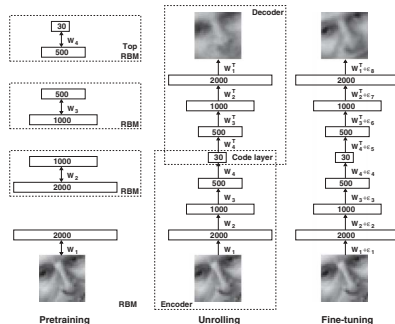 30
W4
500
Top
RBM
500
W3
1000
RBM
1000
W2
2000
RBM
2000
W1
RBM
Pretraining
Decoder
W1T
2000
W2T
1000
W3T
500
W4T
30
Code layer
W4
500
W3
1000
W2
2000
W1
Encoder
Unrolling
W1T+ε8
2000
W2T+ε7
1000
W3T+ε6
500
W4T+ε5
30
W4+ε4
500
W3+ε3
1000
W2+ε2
2000
W1+ε1
Fine-tuning